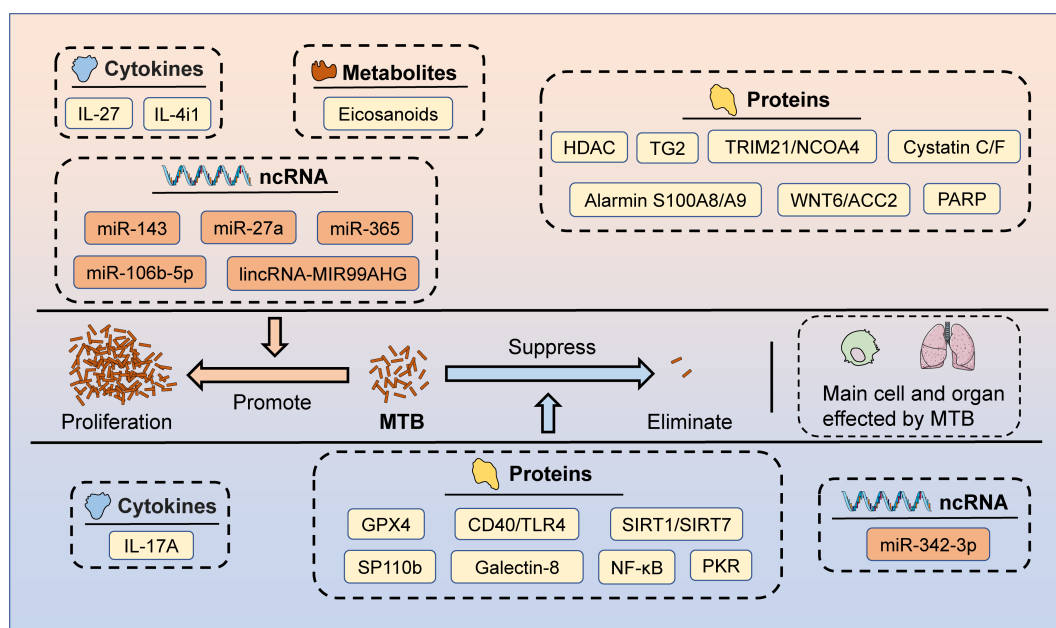 Cytokines
IL-27
IL-4i1
Metabolites
Eicosanoids
Proteins
HDAC
TG2
TRIM21/NCOA4
Cystatin C/F
Alarmin S100A8/A9
WNT6/ACC2
PARP
ncRNA
miR-143
miR-27a
miR-365
miR-106b-5p
lincRNA-MIR99AHG
Proliferation
Promote
MTB
Suppress
Eliminate
Main cell and organ
effected by MTB
Cytokines
IL-17A
Proteins
GPX4
CD40/TLR4
SIRT1/SIRT7
SP110b
Galectin-8
NF-κB
PKR
ncRNA
miR-342-3p